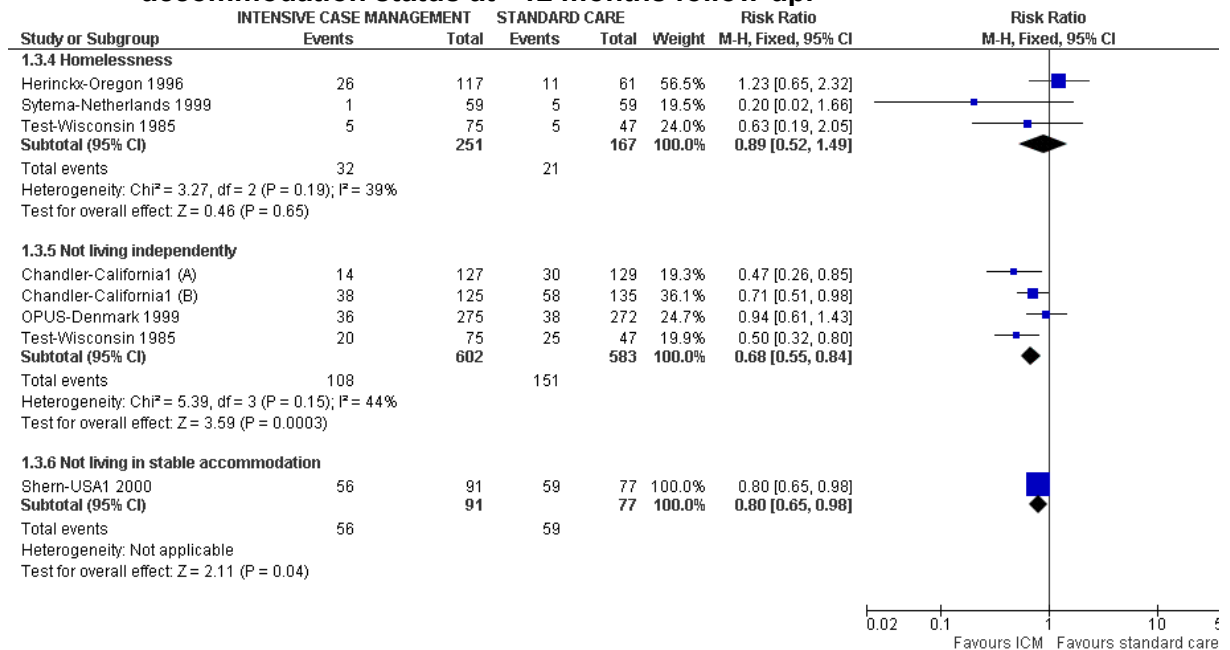 accommodation status at ~12 months follow-up.
INTENSIVE CASE MANAGEMENT STANDARD CARE Risk Ratio Risk Ratio
Study or Subgroup Events Total Events Total Weight M-H, Fixed, 95% CI M-H, Fixed, 95% CI
1.3.4 Homelessness
Herinckx-Oregon 1996 26 117 11 61 56.5% 1.23 [0.65, 2.32]
Sytema-Netherlands 1999 1 59 5 59 19.5% 0.20 [0.02, 1.66]
Test-Wisconsin 1985 5 75 5 47 24.0% 0.63 [0.19, 2.05]
Subtotal (95% CI) 251 167 100.0% 0.89 [0.52, 1.49]
Total events 32 21
Heterogeneity: Chi² = 3.27, df = 2 (P = 0.19); I² = 39%
Test for overall effect: Z = 0.46 (P = 0.65)
1.3.5 Not living independently
Chandler-California1 (A) 14 127 30 129 19.3% 0.47 [0.26, 0.85]
Chandler-California1 (B) 38 125 58 135 36.1% 0.71 [0.51, 0.98]
OPUS-Denmark 1999 36 275 38 272 24.7% 0.94 [0.61, 1.43]
Test-Wisconsin 1985 20 75 25 47 19.9% 0.50 [0.32, 0.80]
Subtotal (95% CI) 602 583 100.0% 0.68 [0.55, 0.84]
Total events 108 151
Heterogeneity: Chi² = 5.39, df = 3 (P = 0.15); I² = 44%
Test for overall effect: Z = 3.59 (P = 0.0003)
1.3.6 Not living in stable accommodation
Shern-USA1 2000 56 91 59 77 100.0% 0.80 [0.65, 0.98]
Subtotal (95% CI) 91 77 100.0% 0.80 [0.65, 0.98]
Total events 56 59
Heterogeneity: Not applicable
Test for overall effect: Z = 2.11 (P = 0.04)
0.02 0.1 1 10 5
Favours ICM Favours standard care